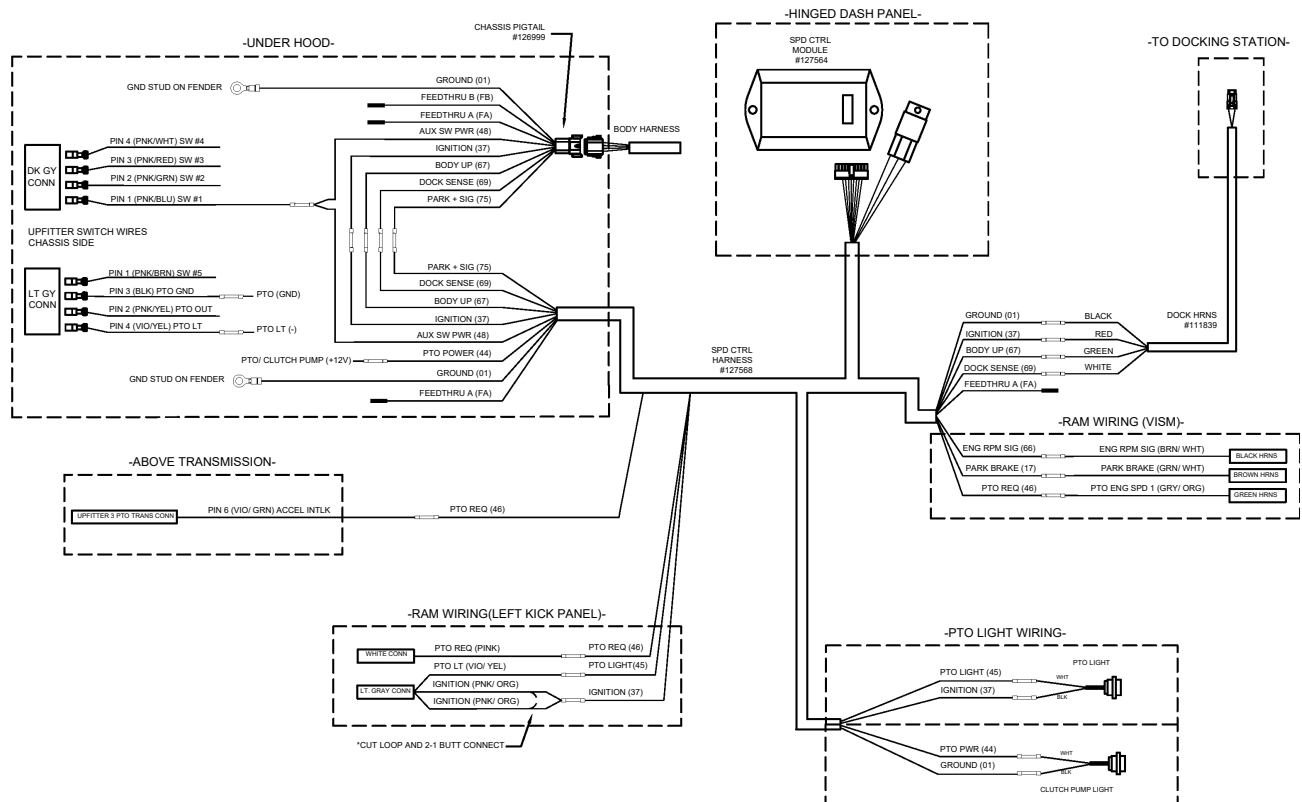 -HINGED DASH PANEL-
SPD CTRL
MODULE
#127564
-TO DOCKING STATION-
CHASSIS PIGTAIL
#126999
-UNDER HOOD-
GND STUD ON FENDER
GROUND (01)
FEEDTHRU B (FB)
FEEDTHRU A (FA)
AUX SW PWR (48)
IGNITION (37)
BODY UP (67)
DOCK SENSE (69)
PARK + SIG (75)
BODY HARNESS
DK GY
CONN
PIN 4 (PNK/WHT) SW #4
PIN 3 (PNK/RED) SW #3
PIN 2 (PNK/GRN) SW #2
PIN 1 (PNK/BLU) SW #1
UPFITTER SWITCH WIRES
CHASSIS SIDE
LT GY
CONN
PIN 1 (PNK/BRN) SW #5
PIN 3 (BLK) PTO GND
PTO (GND)
PIN 2 (PNK/YEL) PTO OUT
PIN 4 (VIO/YEL) PTO LT
PTO LT (-)
PARK + SIG (75)
DOCK SENSE (69)
BODY UP (67)
IGNITION (37)
AUX SW PWR (48)
PTO/ CLUTCH PUMP (+12V)
PTO POWER (44)
GND STUD ON FENDER
GROUND (01)
FEEDTHRU A (FA)
SPD CTRL
HARNESS
#127568
GROUND (01)
BLACK
IGNITION (37)
RED
BODY UP (67)
GREEN
DOCK SENSE (69)
WHITE
FEEDTHRU A (FA)
DOCK HRNS
#111839
-RAM WIRING (VISM)-
ENG RPM SIG (66)
ENG RPM SIG (BRN/ WHT)
BLACK HRNS
PARK BRAKE (17)
PARK BRAKE (GRN/ WHT)
BROWN HRNS
PTO REQ (46)
PTO ENG SPD 1 (GRY/ ORG)
GREEN HRNS
-ABOVE TRANSMISSION-
UPFITTER 3 PTO TRANS CONN
PIN 6 (VIO/ GRN) ACCEL INTLK
PTO REQ (46)
-RAM WIRING(LEFT KICK PANEL)-
WHITE CONN
PTO REQ (PINK)
PTO REQ (46)
PTO LT (VIO/ YEL)
PTO LIGHT(45)
LT. GRAY CONN
IGNITION (PNK/ ORG)
IGNITION (PNK/ ORG)
IGNITION (37)
*CUT LOOP AND 2-1 BUTT CONNECT
-PTO LIGHT WIRING-
PTO LIGHT (45)
WHT
PTO LIGHT
IGNITION (37)
BLK
PTO PWR (44)
WHT
GROUND (01)
BLK
CLUTCH PUMP LIGHT